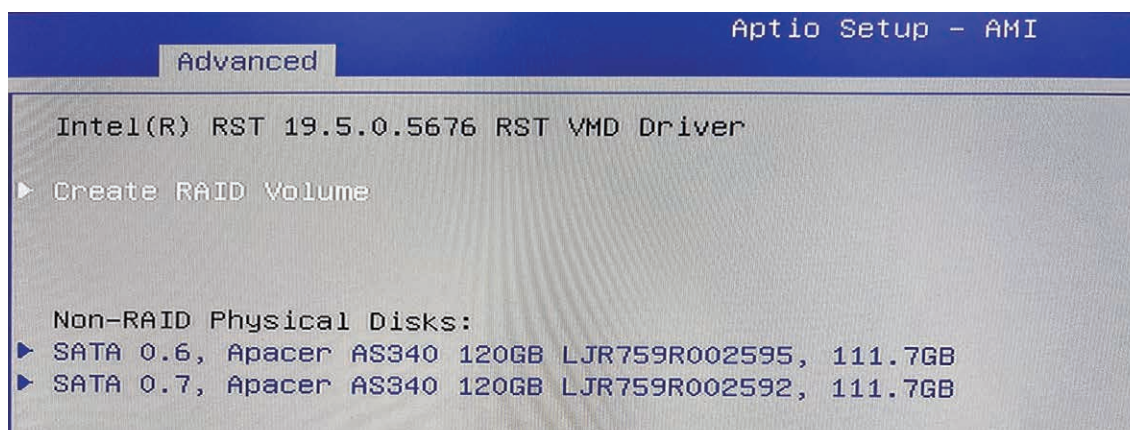 Aptio Setup - AMI
Advanced
Intel(R) RST 19.5.0.5676 RST VMD Driver
Create RAID Volume
Non-RAID Physical Disks:
SATA 0.6, Apacer AS340 120GB LJR759R002595, 111.7GB
SATA 0.7, Apacer AS340 120GB LJR759R002592, 111.7GB